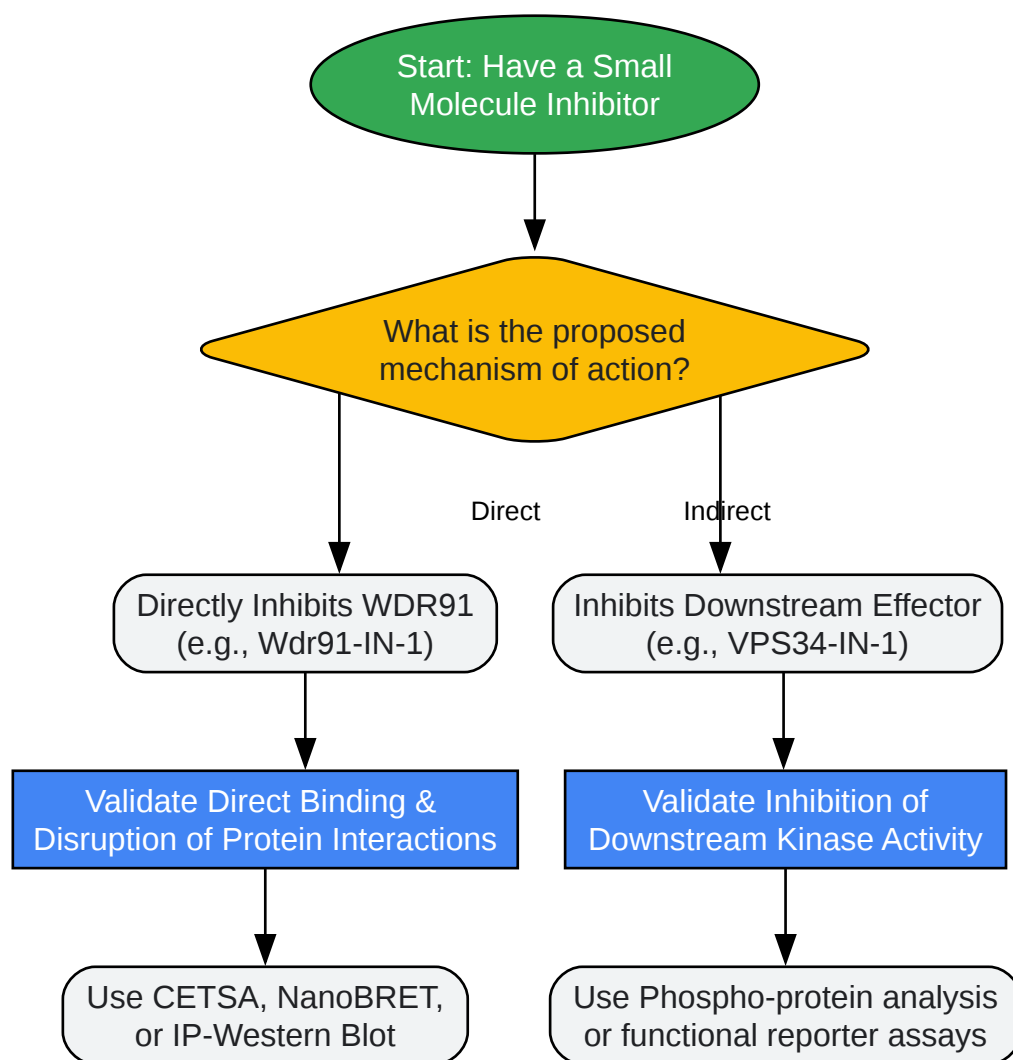 Start: Have a Small
Molecule Inhibitor
What is the proposed
mechanism of action?
Direct
Indirect
Directly Inhibits WDR91
(e.g., Wdr91-IN-1)
Inhibits Downstream Effector
(e.g., VPS34-IN-1)
Validate Direct Binding &
Disruption of Protein Interactions
Validate Inhibition of
Downstream Kinase Activity
Use CETSA, NanoBRET,
or IP-Western Blot
Use Phospho-protein analysis
or functional reporter assays